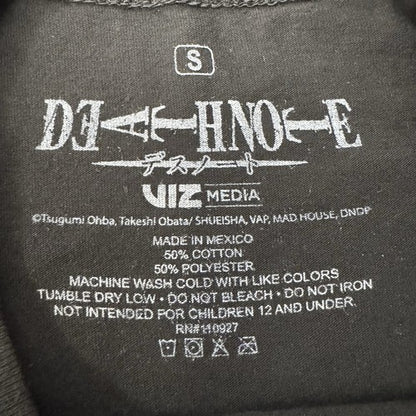 S
DEATH NOTE
デスノート
VIZ MEDIA
©Tsugumi Ohba, Takeshi Obata/ SHUEISHA, VAP, MAD HOUSE, DNDP
MADE IN MEXICO
50% COTTON
50% POLYESTER
MACHINE WASH COLD WITH LIKE COLORS
TUMBLE DRY LOW • DO NOT BLEACH • DO NOT IRON
NOT INTENDED FOR CHILDREN 12 AND UNDER.
RN#110927